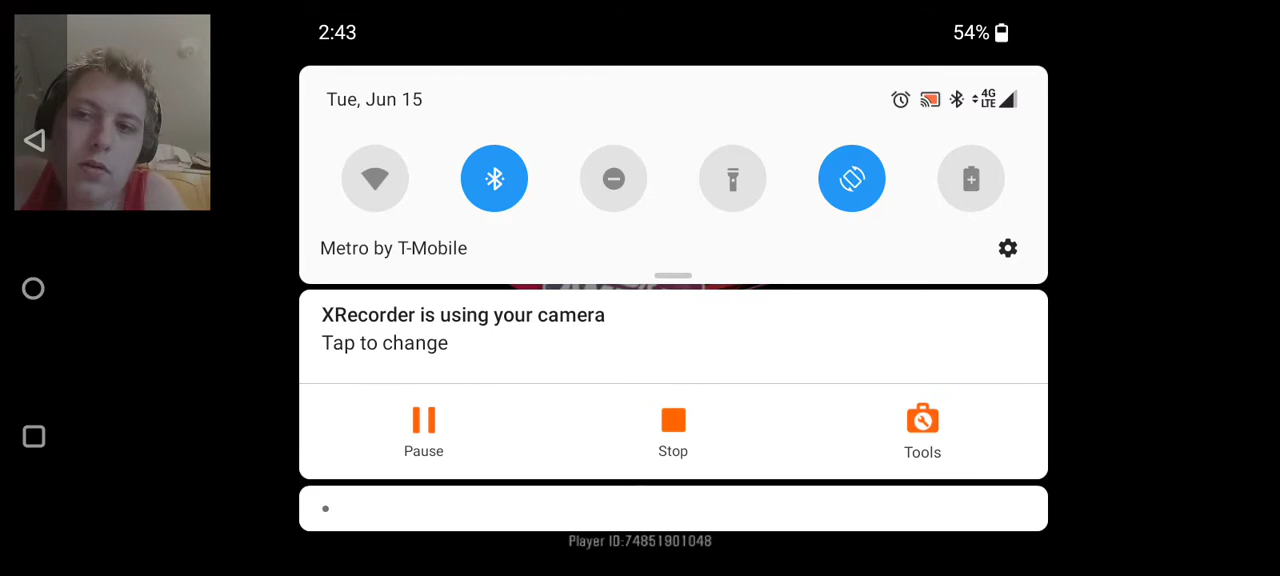 2:43
54%
Tue, Jun 15
4G
LTE
Metro by T-Mobile
XRecorder is using your camera
Tap to change
Pause
Stop
Tools
Player ID:74851901048